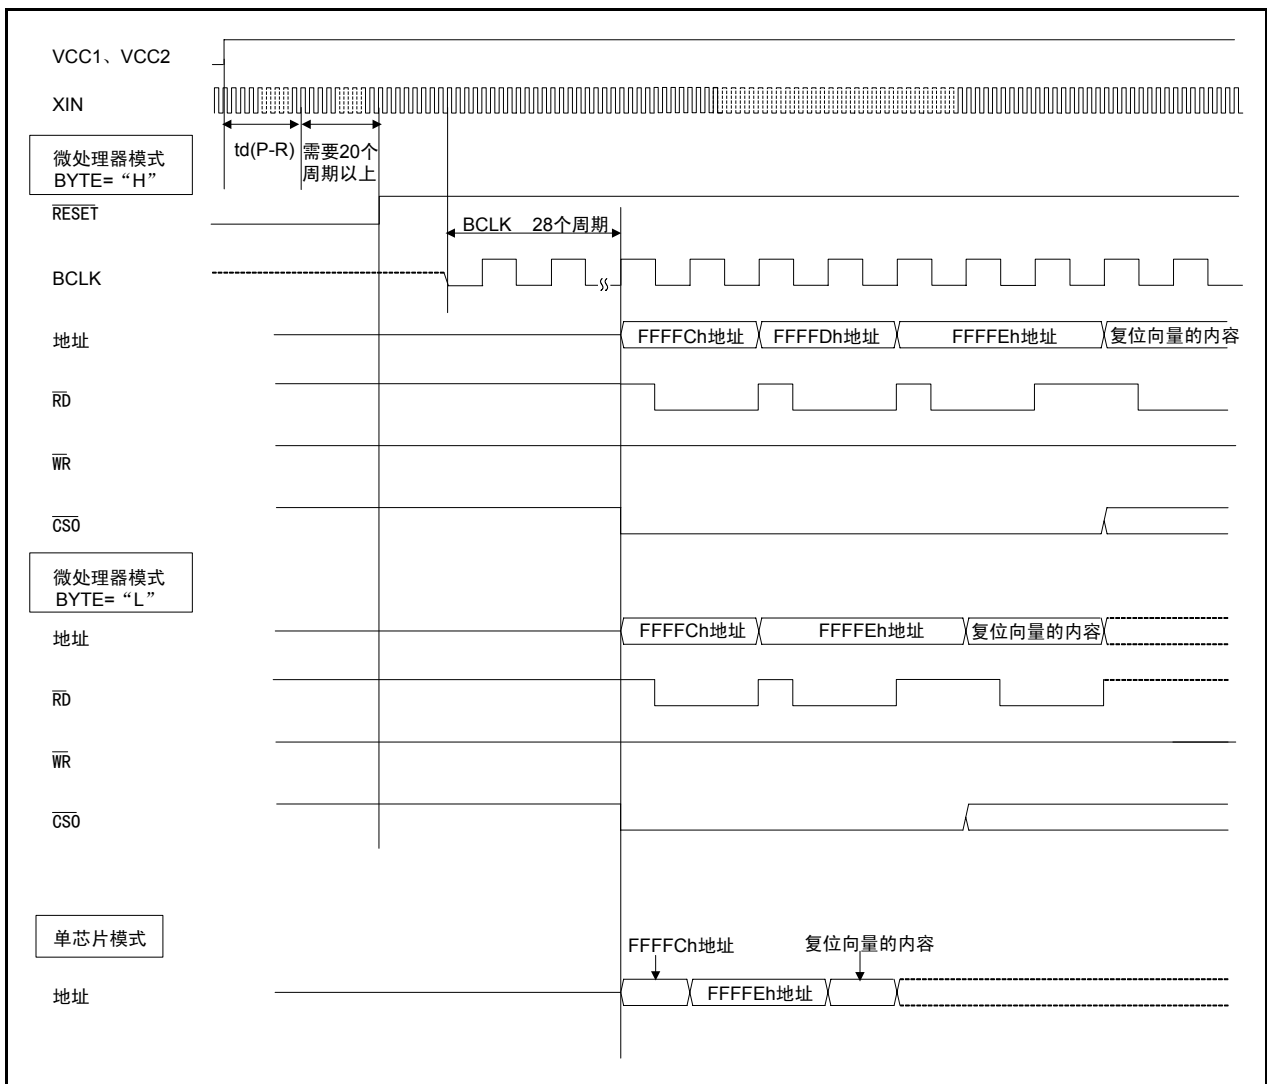 VCC1、VCC2
XIN
td(P-R)
需要20个
周期以上
微处理器模式
BYTE= “H”
RESET
BCLK 28个周期
BCLK
地址
FFFFCh地址
FFFFDh地址
FFFFEh地址
复位向量的内容
RD
WR
CS0
微处理器模式
BYTE= “L”
地址
FFFFCh地址
FFFFEh地址
复位向量的内容
RD
WR
CS0
单芯片模式
FFFFCh地址
复位向量的内容
地址
FFFFEh地址